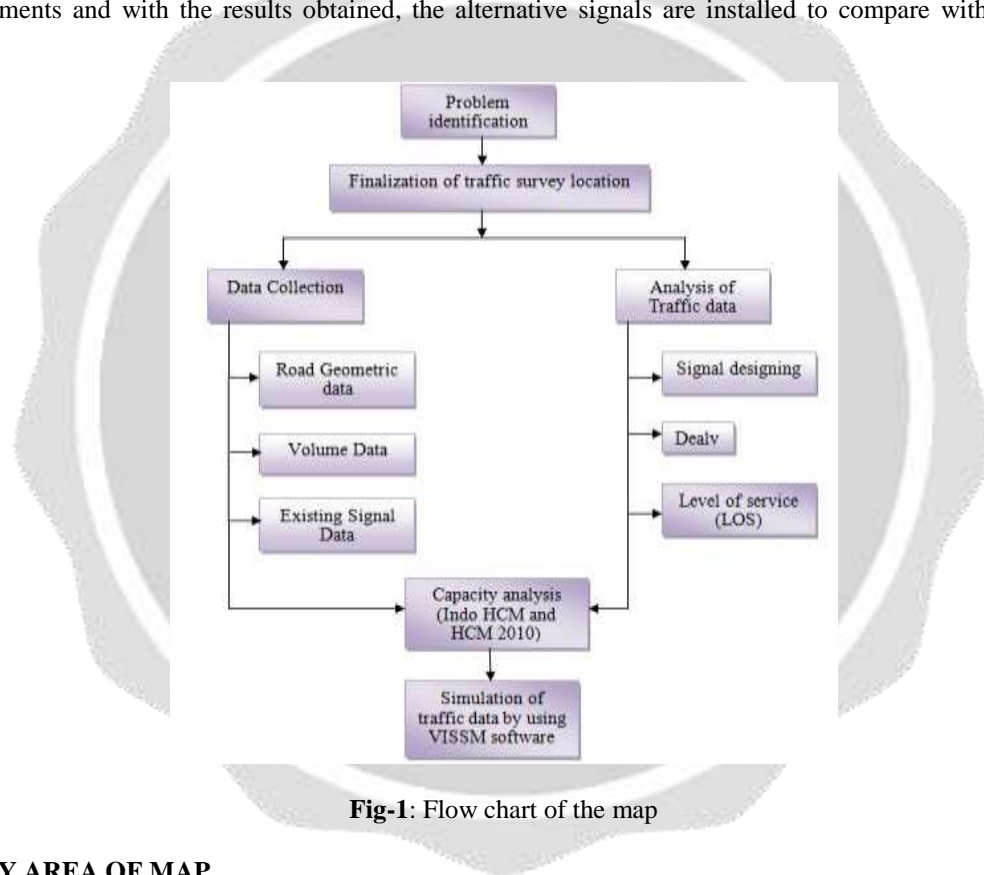 ments and with the results obtained, the alternative signals are installed to compare with
Problem
identification
Finalization of traffic survey location
Data Collection
Road Geometric
data
Volume Data
Existing Signal
Data
Analysis of
Traffic data
Signal designing
Dealv
Level of service
(LOS)
Capacity analysis
(Indo HCM and
HCM 2010)
Simulation of
traffic data by using
VISSM software
Fig-1: Flow chart of the map
Y AREA OF MAP